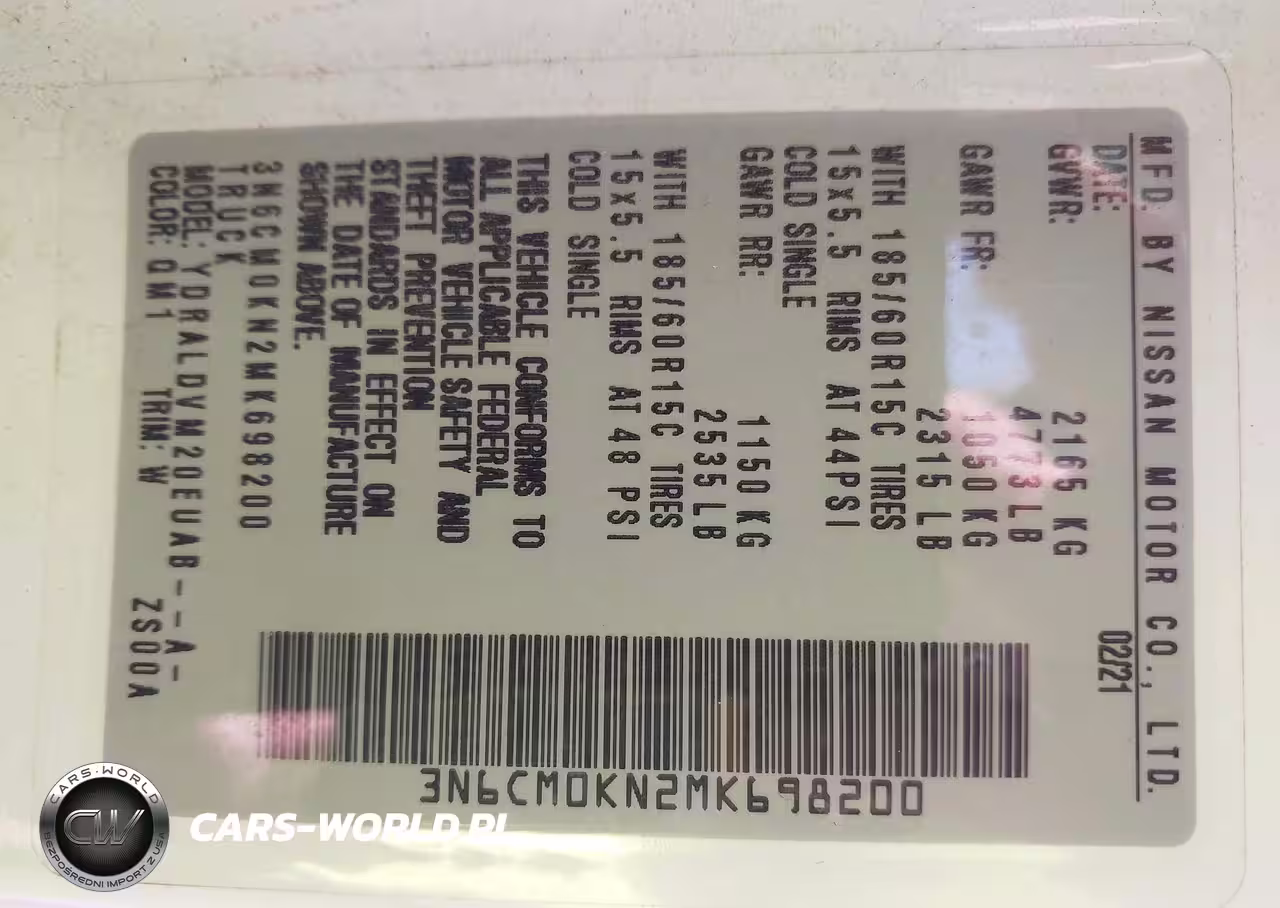 MFD. BY NISSAN MOTOR CO., LTD.
DATE: 02/21
GVWR: 2165 KG
4773 LB
GAWR FR: 1050 KG
2315 LB
WITH 185/60R15C TIRES
15x5.5 RIMS AT 44PSI
COLD SINGLE
GAWR RR: 1150 KG
2535 LB
WITH 185/60R15C TIRES
15x5.5 RIMS AT 48 PSI
COLD SINGLE
THIS VEHICLE CONFORMS TO
ALL APPLICABLE FEDERAL
MOTOR VEHICLE SAFETY AND
THEFT PREVENTION
STANDARDS IN EFFECT ON
THE DATE OF MANUFACTURE
SHOWN ABOVE.
3N6CM0KN2MK698200
TRUCK
MODEL: YDRALDVM20EUAB--A-
COLOR: QM1 TRIM: W ZS00A
3N6CM0KN2MK698200
CARS-WORLD.PL
CARS-WORLD
CW
BEZPOŚREDNI IMPORT Z USA